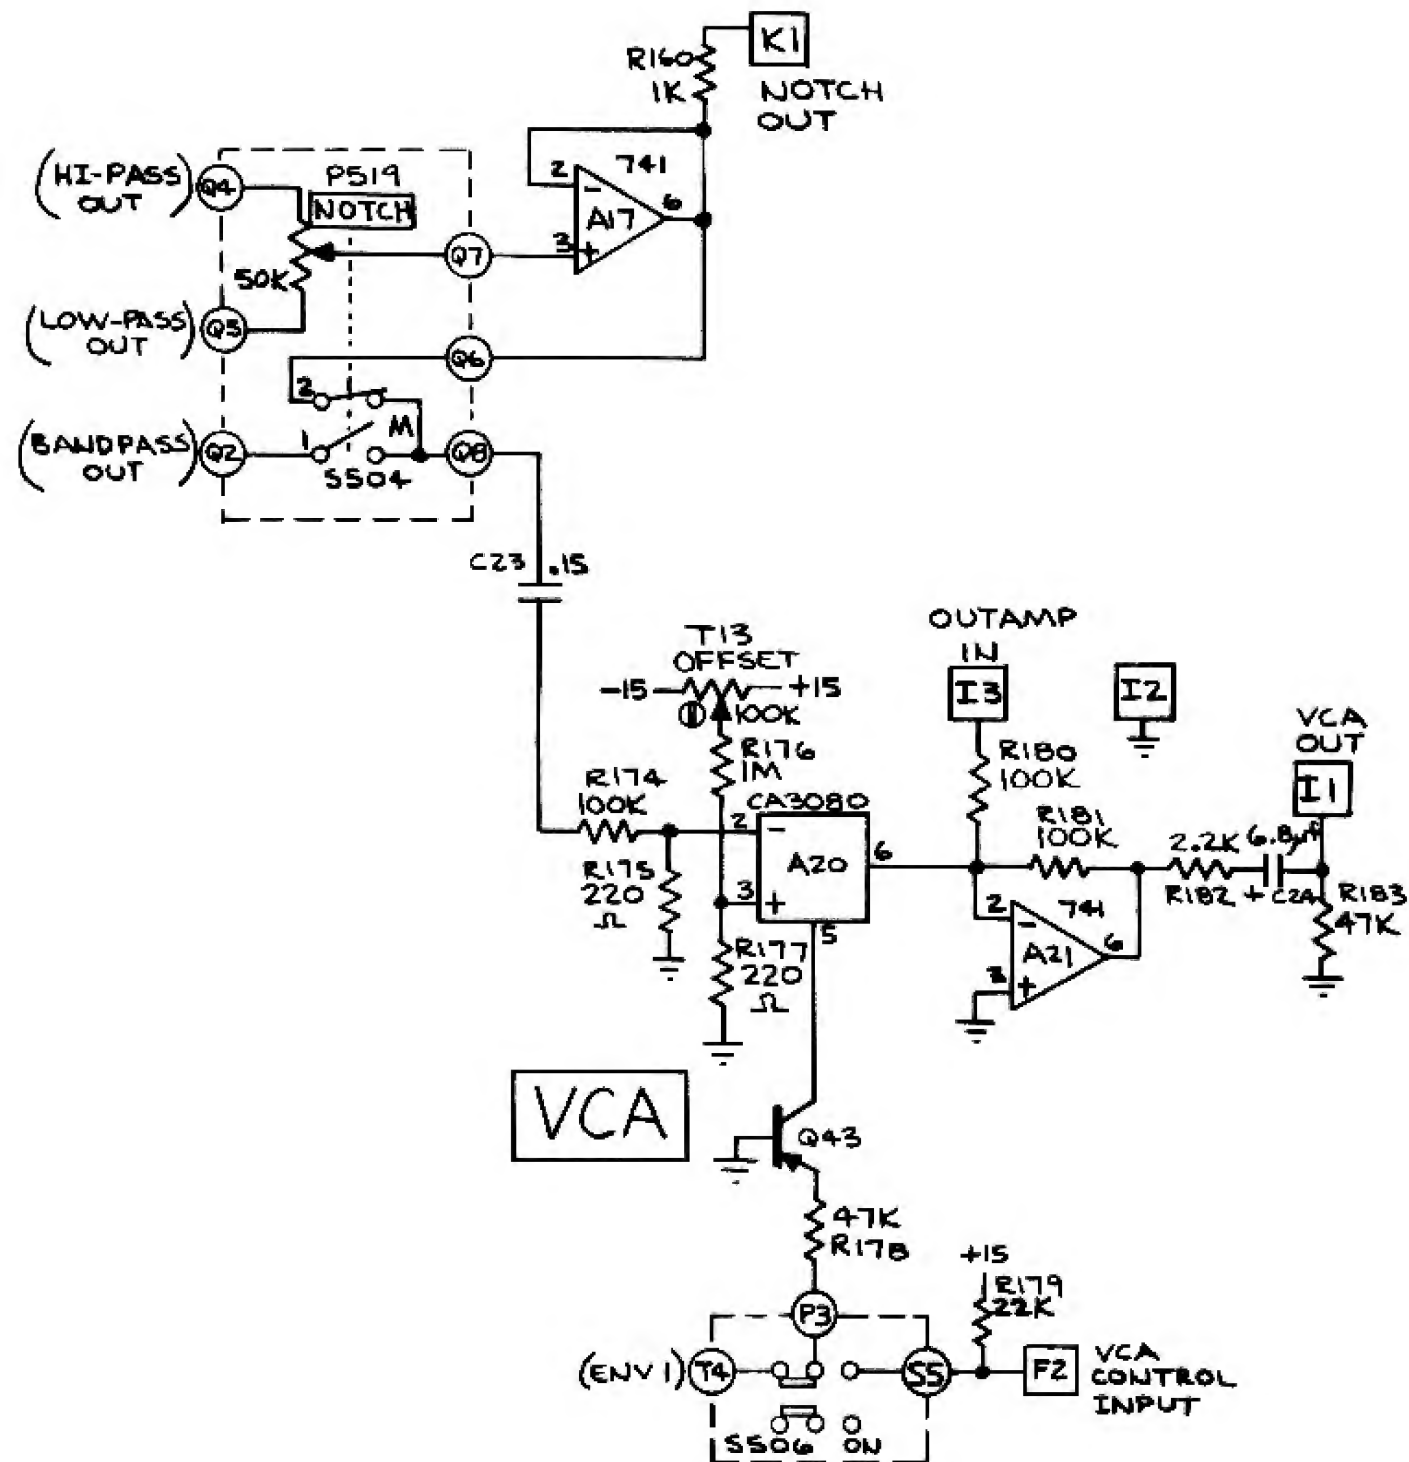 K1
R160
1K
NOTCH
OUT
(HI-PASS
OUT)
Q4
P519
NOTCH
50K
Q7
2
-
741
A17
6
3
+
(LOW-PASS
OUT)
Q5
Q6
2
(BANDPASS
OUT)
Q2
1
M
S504
Q8
C23
.15
T13
OFFSET
-15
+15
100K
R176
1M
R174
100K
CA3080
2
-
A20
6
3
+
5
R175
220
Ω
R177
220
Ω
OUTAMP
IN
I3
I2
R180
100K
R181
100K
VCA
OUT
I1
2.2K
6.8µf
R182
+
C24
R183
47K
2
-
741
A21
6
3
+
VCA
Q43
47K
R178
+15
R179
22K
P3
(ENV 1)
T4
S5
F2
VCA
CONTROL
INPUT
S506
ON